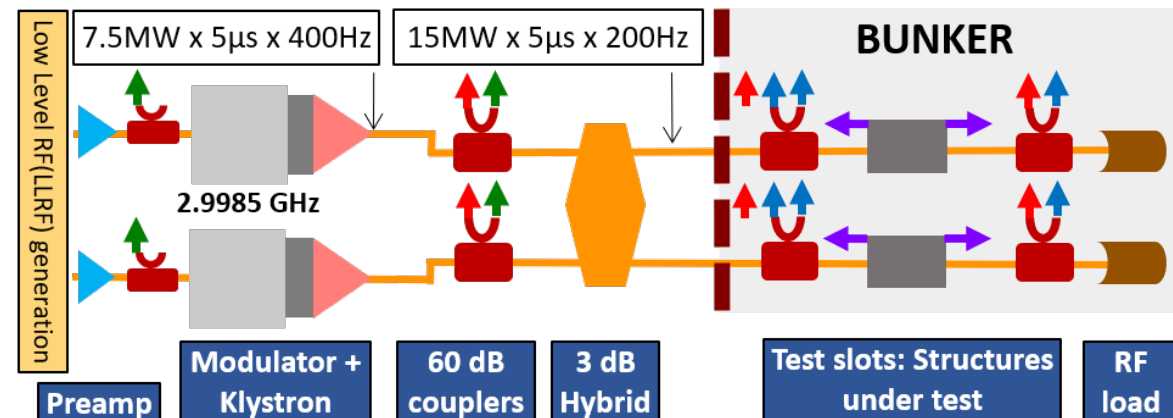 Low Level RF(LLRF) generation
7.5MW x 5μs x 400Hz
15MW x 5μs x 200Hz
BUNKER
2.9985 GHz
Preamp
Modulator +
Klystron
60 dB
couplers
3 dB
Hybrid
Test slots: Structures
under test
RF
load